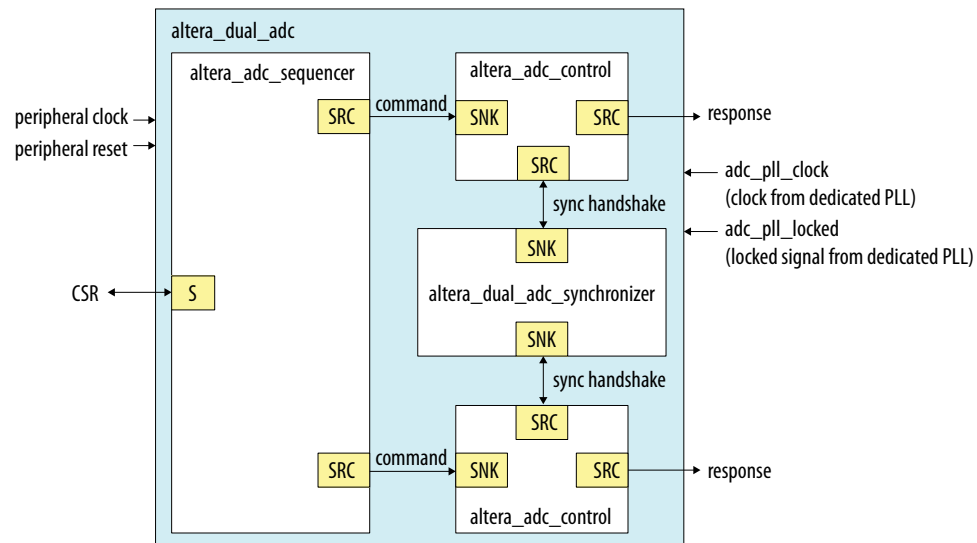 altera_dual_adc
altera_adc_sequencer
altera_adc_control
peripheral clock
peripheral reset
SRC
command
SNK
SRC
response
SRC
adc_pll_clock
(clock from dedicated PLL)
sync handshake
adc_pll_locked
(locked signal from dedicated PLL)
SNK
CSR
S
altera_dual_adc_synchronizer
SNK
sync handshake
SRC
SRC
command
SNK
SRC
response
altera_adc_control